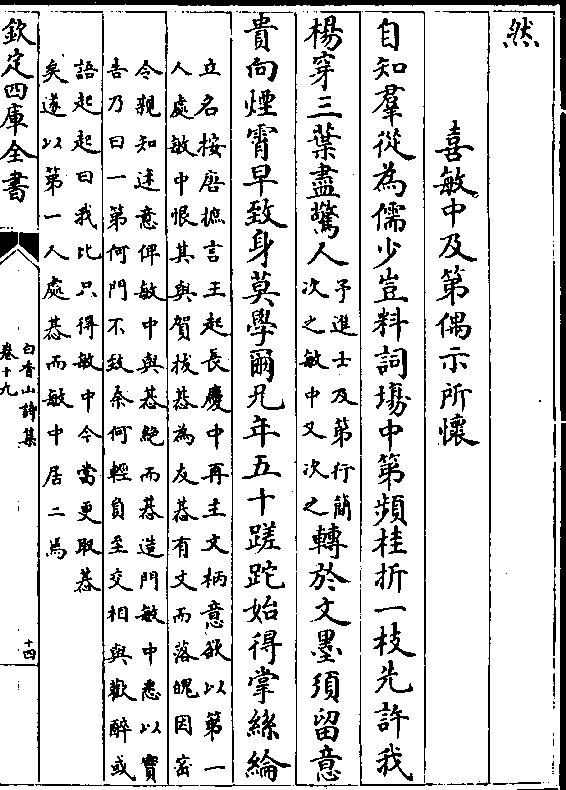 然
喜敏中及第偶示所懷
自知羣從為儒少豈料詞塲中第頻桂折一枝先許我
楊穿三葉盡驚人予進士及第行簡次之敏中又次之轉於文墨須留意
貴向煙霄早致身莫學爾兄年五十蹉跎始得掌絲綸
立名按唐摭言王起長慶中再主文柄意欲以第一
人處敏中恨其與賀拔惎為友惎有文而落魄因密
令親知達意俾敏中與惎絶而惎造門敏中悉以實
告乃曰一第何門不致奈何輕負至交相與歡醉或
語起起曰我比只得敏中今當更取惎
矣遂以第一人處惎而敏中居二焉
欽定四庫全書
白香山詩集
卷十九
十四